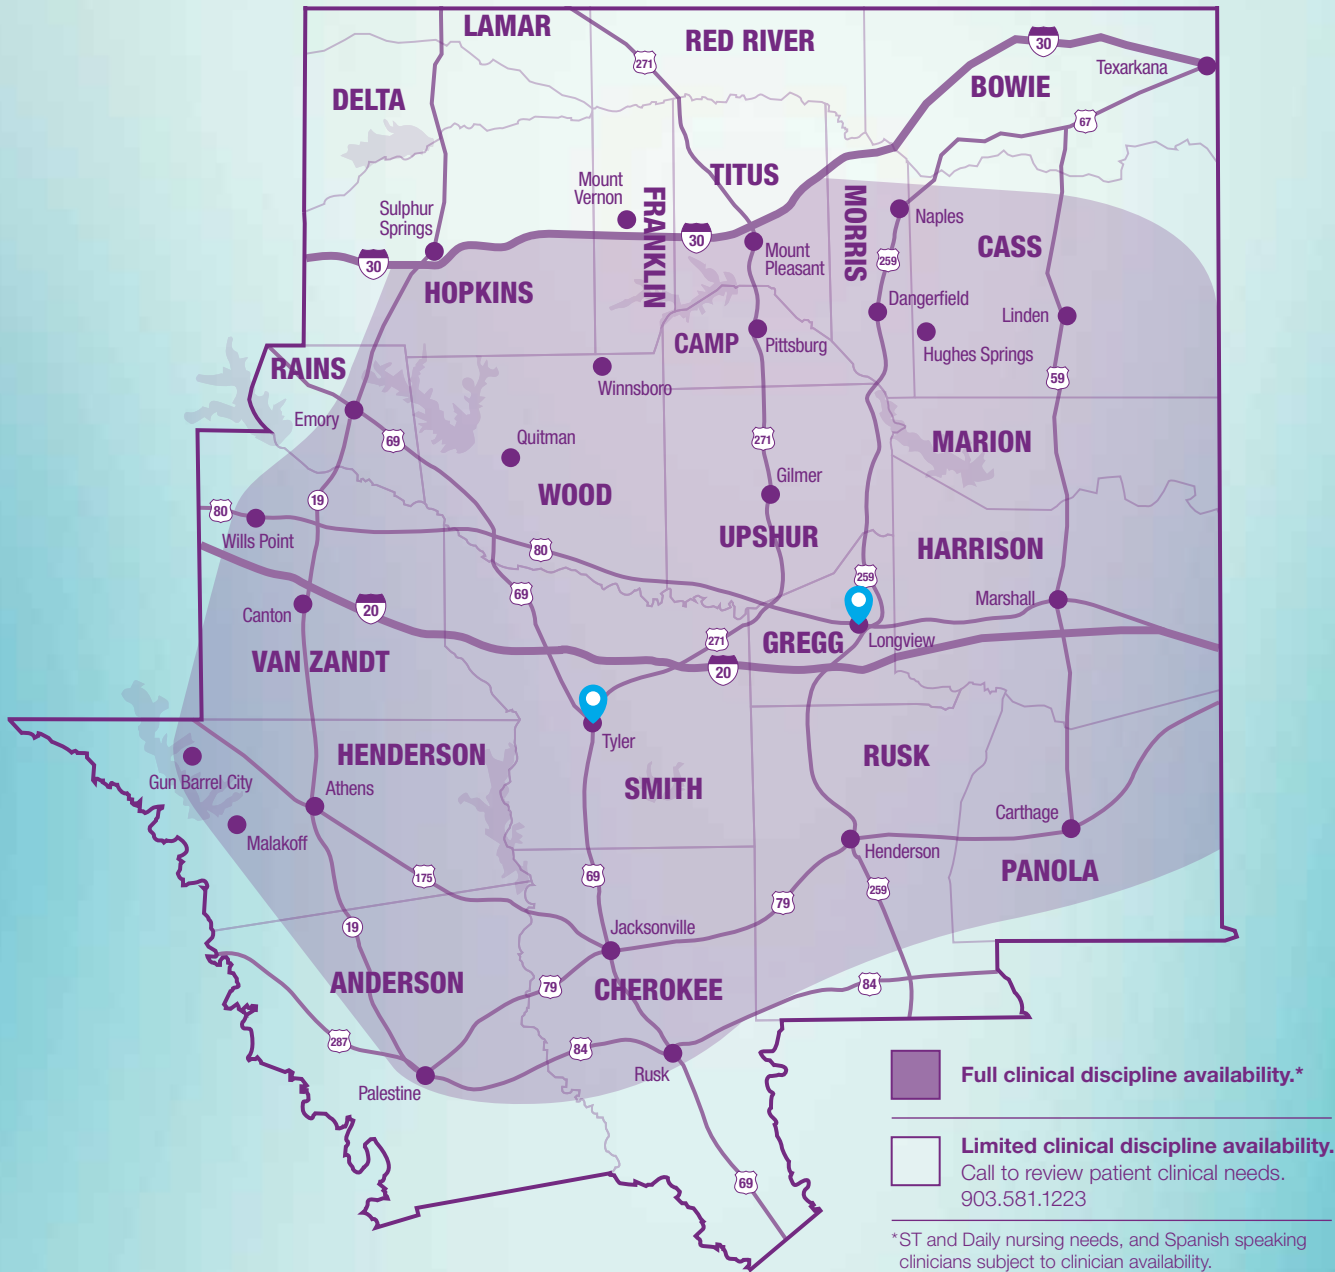 LAMAR
RED RIVER
30
271
Texarkana
BOWIE
DELTA
67
TITUS
Mount
Vernon
FRANKLIN
MORRIS
Sulphur
Springs
Naples
30
30
Mount
Pleasant
259
CASS
HOPKINS
Dangerfield
Linden
CAMP
Pittsburg
Hughes Springs
RAINS
Winnsboro
59
Emory
69
Quitman
271
MARION
Gilmer
WOOD
19
80
Wills Point
80
UPSHUR
HARRISON
259
69
Canton
20
Marshall
271
GREGG
Longview
VAN ZANDT
20
Tyler
HENDERSON
RUSK
Gun Barrel City
Athens
SMITH
Malakoff
Carthage
Henderson
PANOLA
175
69
79
259
19
Jacksonville
ANDERSON
79
CHEROKEE
84
287
84
Rusk
Palestine
69
Full clinical discipline availability.*
Limited clinical discipline availability.
Call to review patient clinical needs.
903.581.1223
*ST and Daily nursing needs, and Spanish speaking
clinicians subject to clinician availability.